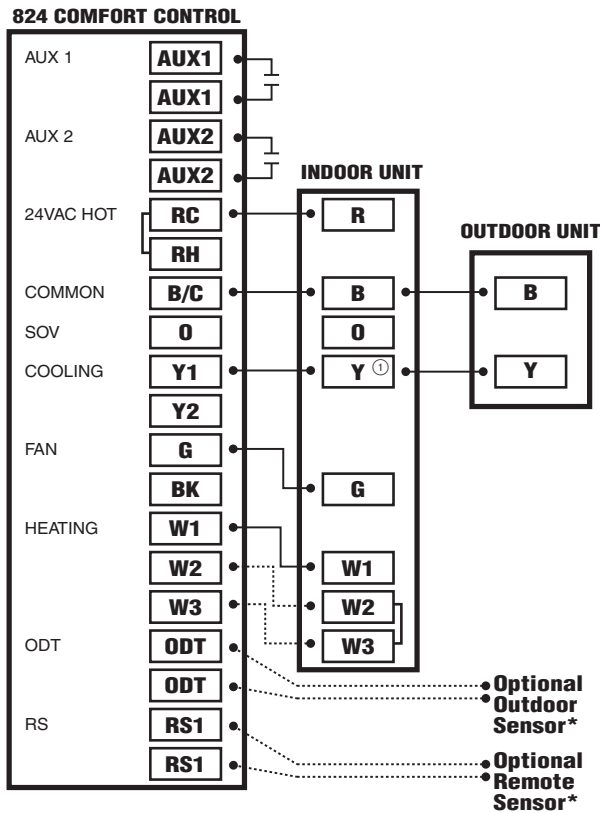 824 COMFORT CONTROL
AUX 1
AUX1
AUX1
AUX 2
AUX2
AUX2
24VAC HOT
RC
RH
COMMON
B/C
SOV
O
COOLING
Y1
Y2
FAN
G
BK
HEATING
W1
W2
W3
ODT
ODT
ODT
RS
RS1
RS1
INDOOR UNIT
R
B
O
Y ①
G
W1
W2
W3
OUTDOOR UNIT
B
Y
Optional
Outdoor
Sensor*
Optional
Remote
Sensor*